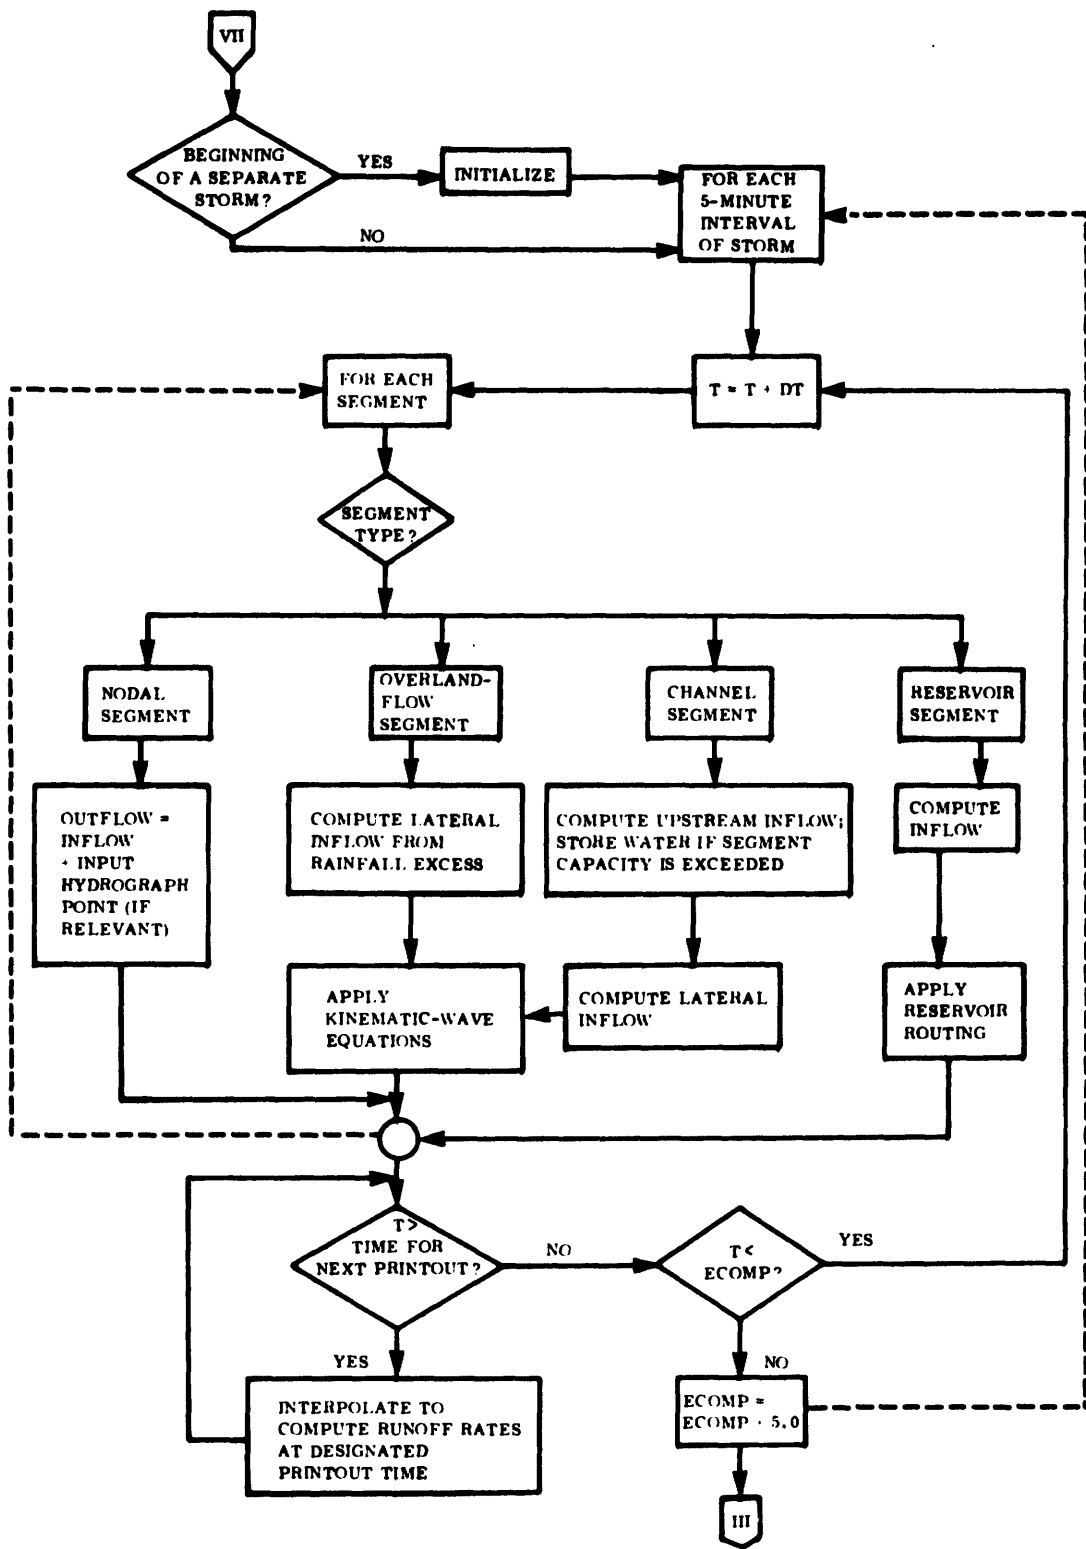 VII
BEGINNING
OF A SEPARATE
STORM?
YES
INITIALIZE
FOR EACH
5-MINUTE
INTERVAL
OF STORM
NO
FOR EACH
SEGMENT
T = T + DT
SEGMENT
TYPE?
NODAL
SEGMENT
OVERLAND-
FLOW
SEGMENT
CHANNEL
SEGMENT
RESERVOIR
SEGMENT
OUTFLOW =
INFLOW
+ INPUT
HYDROGRAPH
POINT (IF
RELEVANT)
COMPUTE LATERAL
INFLOW FROM
RAINFALL EXCESS
COMPUTE UPSTREAM INFLOW;
STORE WATER IF SEGMENT
CAPACITY IS EXCEEDED
COMPUTE
INFLOW
APPLY
KINEMATIC-WAVE
EQUATIONS
COMPUTE LATERAL
INFLOW
APPLY
RESERVOIR
ROUTING
T >
TIME FOR
NEXT PRINTOUT?
NO
T <
ECOMP?
YES
YES
NO
INTERPOLATE TO
COMPUTE RUNOFF RATES
AT DESIGNATED
PRINTOUT TIME
ECOMP =
ECOMP + 5.0
III